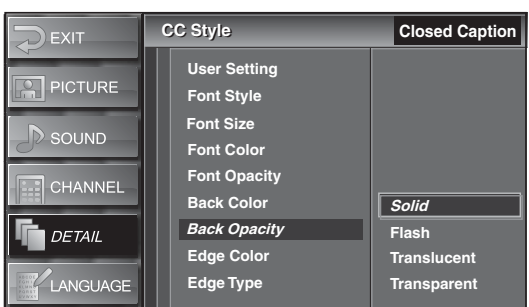 EXIT
PICTURE
SOUND
CHANNEL
DETAIL
LANGUAGE
CC Style
Closed Caption
User Setting
Font Style
Font Size
Font Color
Font Opacity
Back Color
Back Opacity
Edge Color
Edge Type
Solid
Flash
Translucent
Transparent